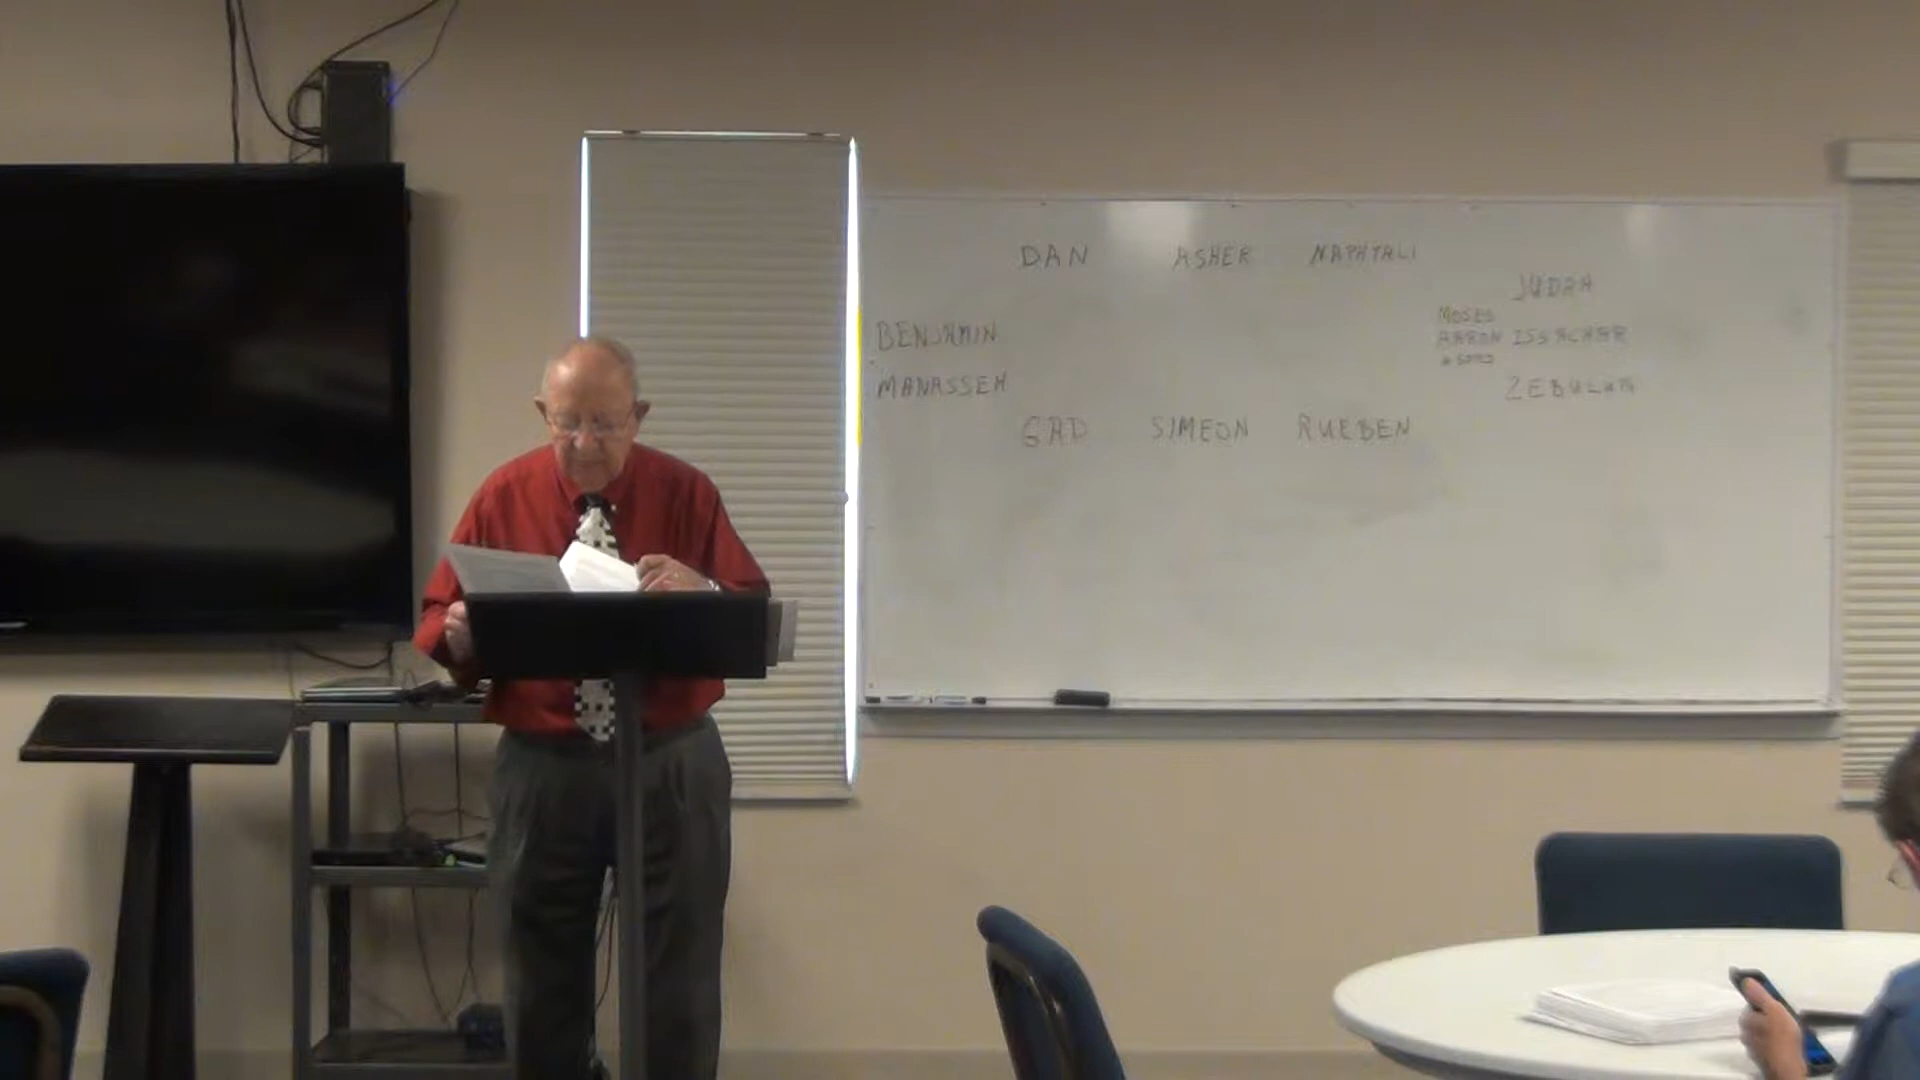 DAN ASHER NAPHTALI
JUDAH
MOSES
BENJAMIN AARON ISSACHAR
& SONS
MANASSEH ZEBULUN
GAD SIMEON RUEBEN